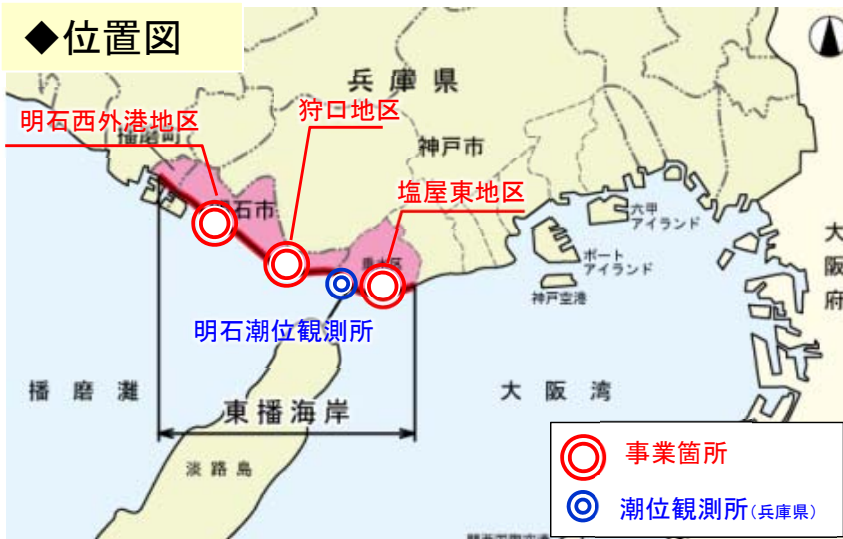 ◆位置図
兵庫県
明石西外港地区
狩口地区
播磨町
神戸市
塩屋東地区
明石市
六甲
アイランド
ポート
アイランド
神戸空港
大阪府
明石潮位観測所
播磨灘
大阪湾
東播海岸
淡路島
事業箇所
潮位観測所(兵庫県)